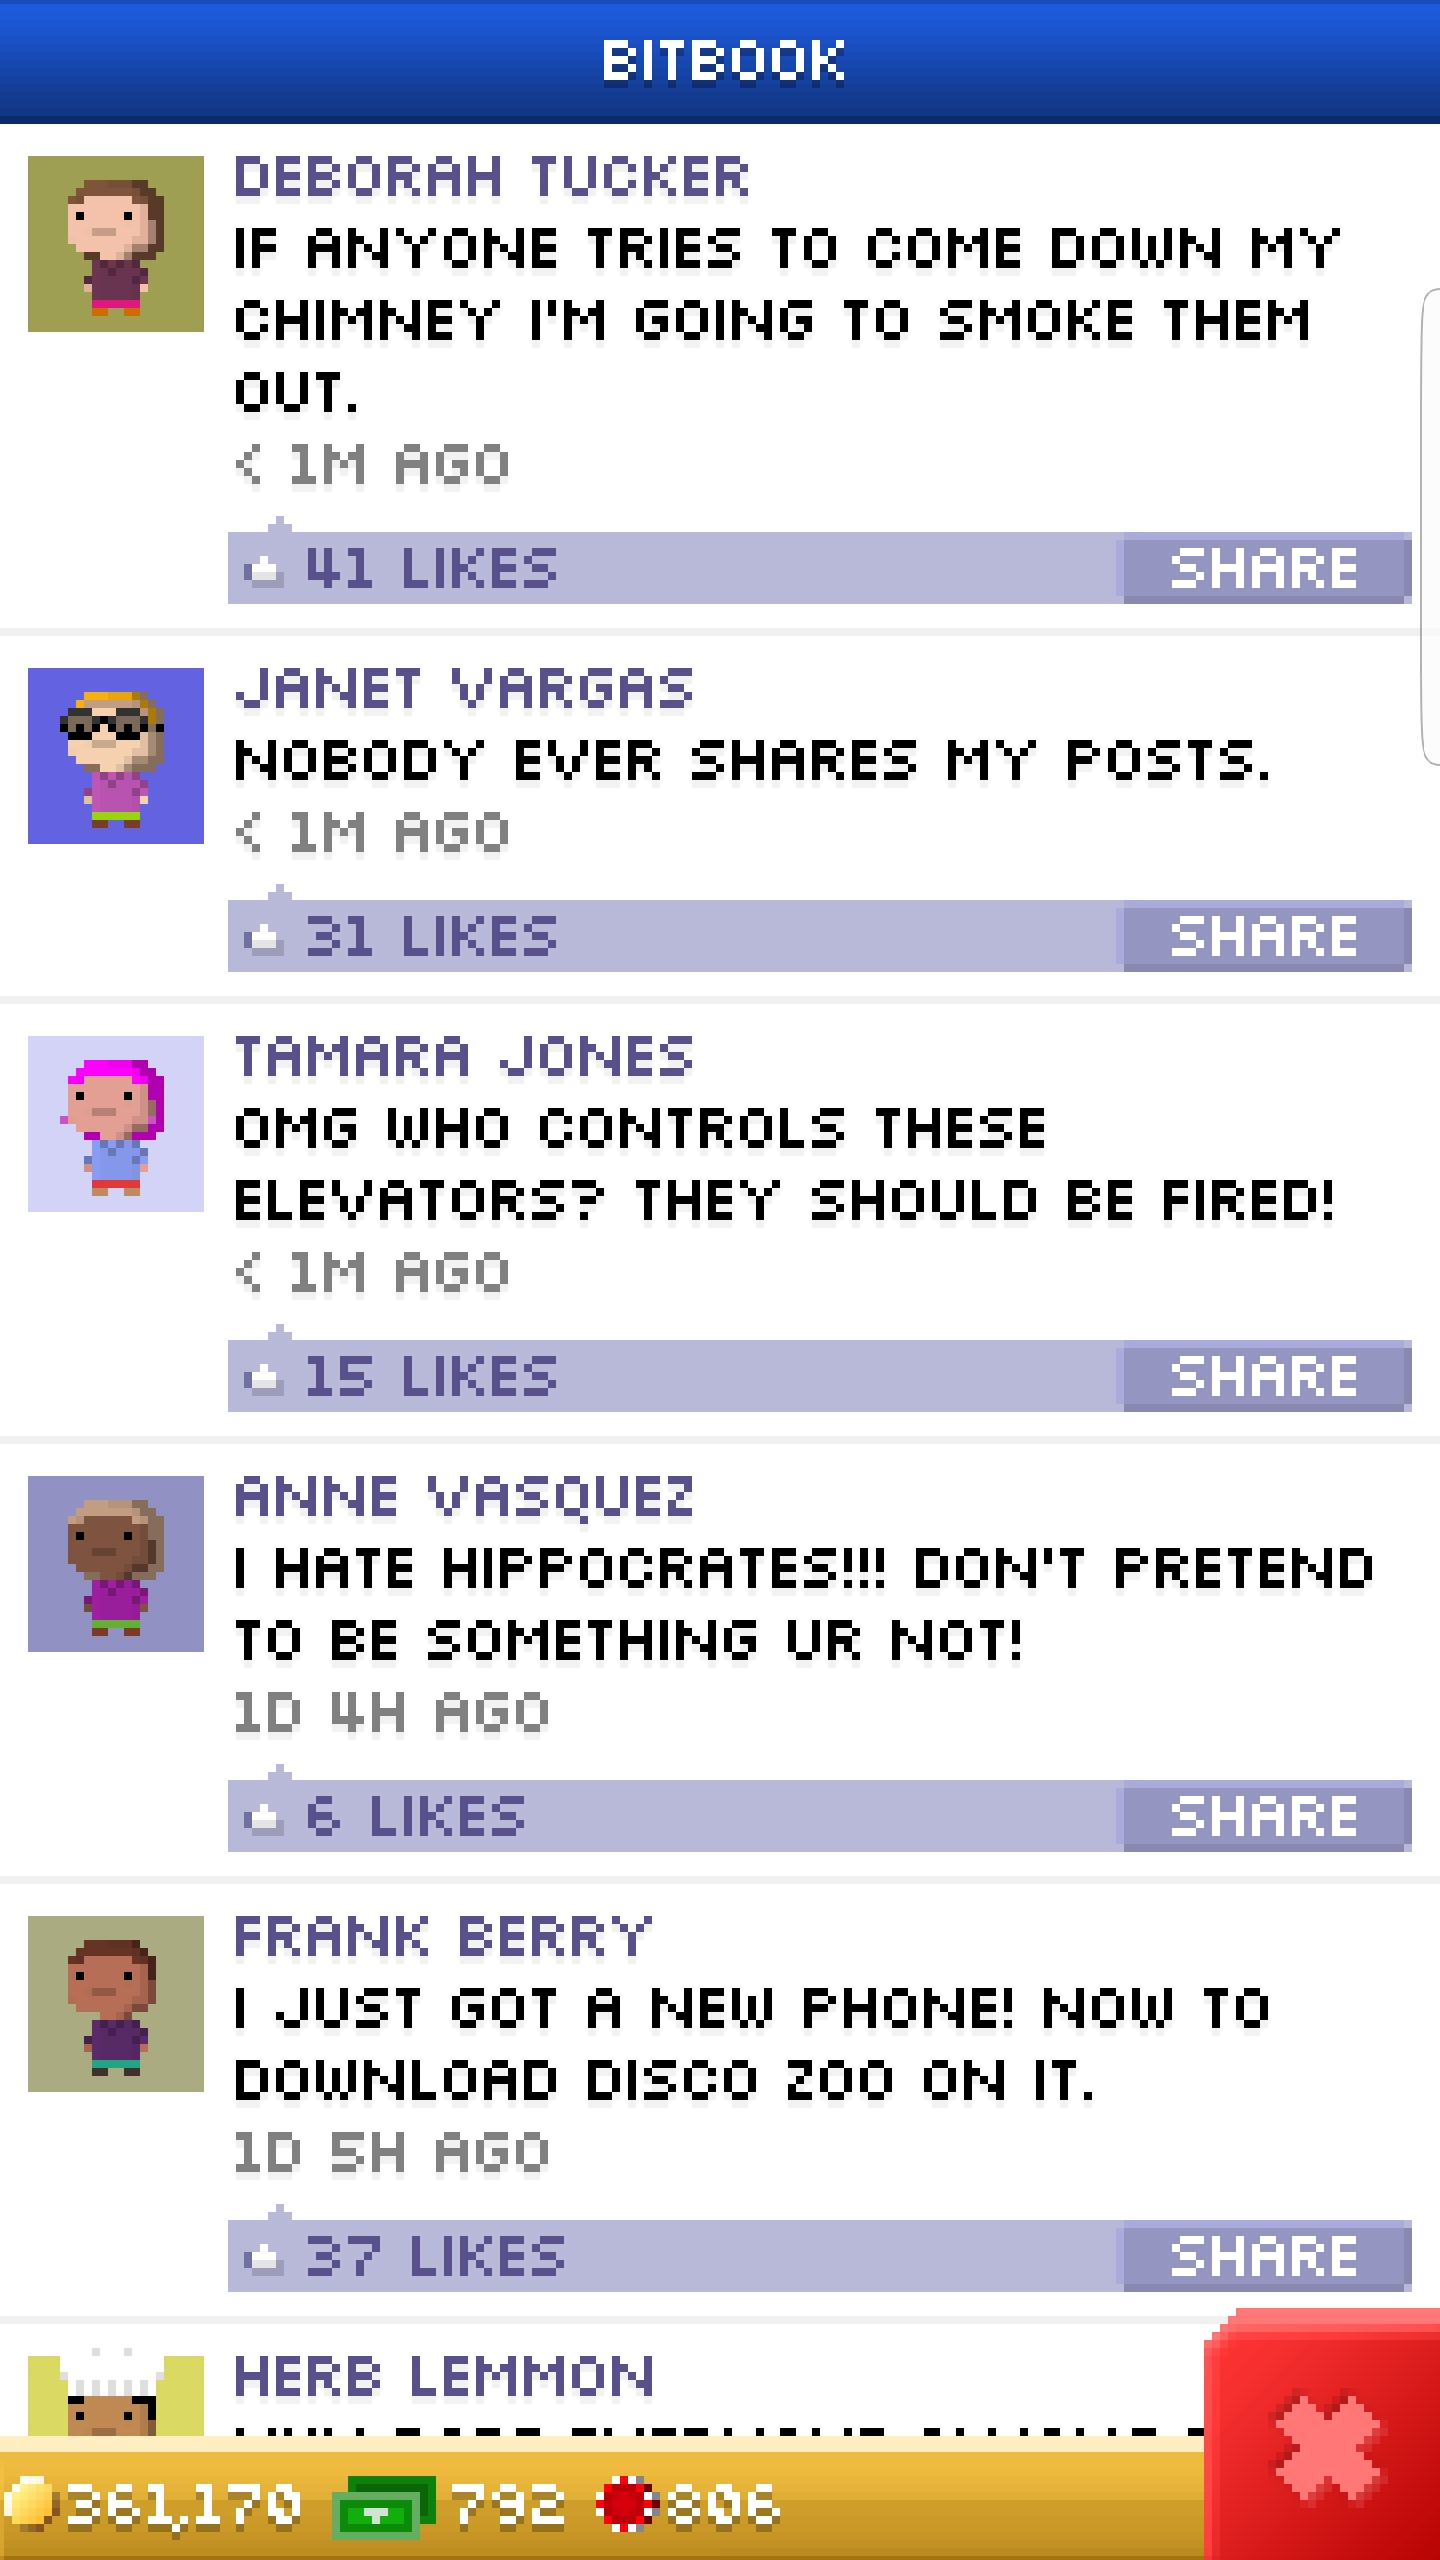 BITBOOK
DEBORAH TUCKER
IF ANYONE TRIES TO COME DOWN MY
CHIMNEY I'M GOING TO SMOKE THEM
OUT.
< 1M AGO
41 LIKES SHARE
JANET VARGAS
NOBODY EVER SHARES MY POSTS.
< 1M AGO
31 LIKES SHARE
TAMARA JONES
OMG WHO CONTROLS THESE
ELEVATORS? THEY SHOULD BE FIRED!
< 1M AGO
15 LIKES SHARE
ANNE VASQUEZ
I HATE HIPPOCRATES!!! DON'T PRETEND
TO BE SOMETHING UR NOT!
1D 4H AGO
6 LIKES SHARE
FRANK BERRY
I JUST GOT A NEW PHONE! NOW TO
DOWNLOAD DISCO ZOO ON IT.
1D 5H AGO
37 LIKES SHARE
HERB LEMMON
361,170 792 806